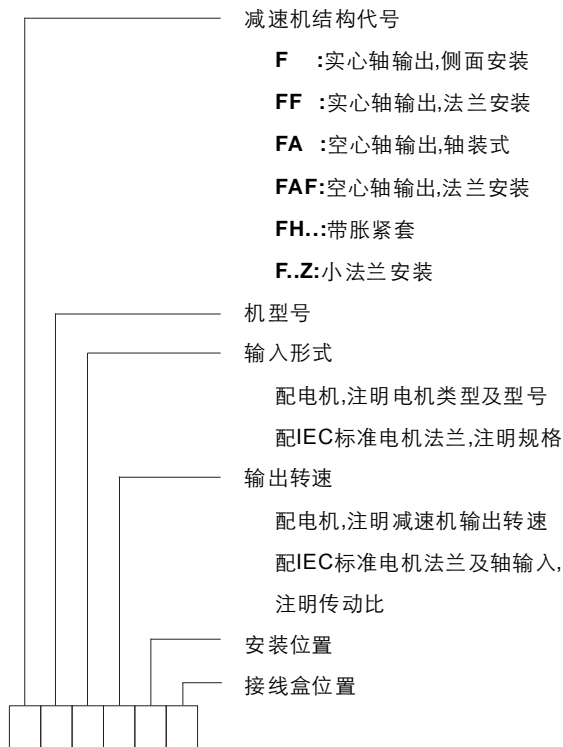 减速机结构代号
F :实心轴输出,侧面安装
FF :实心轴输出,法兰安装
FA :空心轴输出,轴装式
FAF:空心轴输出,法兰安装
FH..:带胀紧套
F..Z:小法兰安装
机型号
输入形式
配电机,注明电机类型及型号
配IEC标准电机法兰,注明规格
输出转速
配电机,注明减速机输出转速
配IEC标准电机法兰及轴输入,
注明传动比
安装位置
接线盒位置